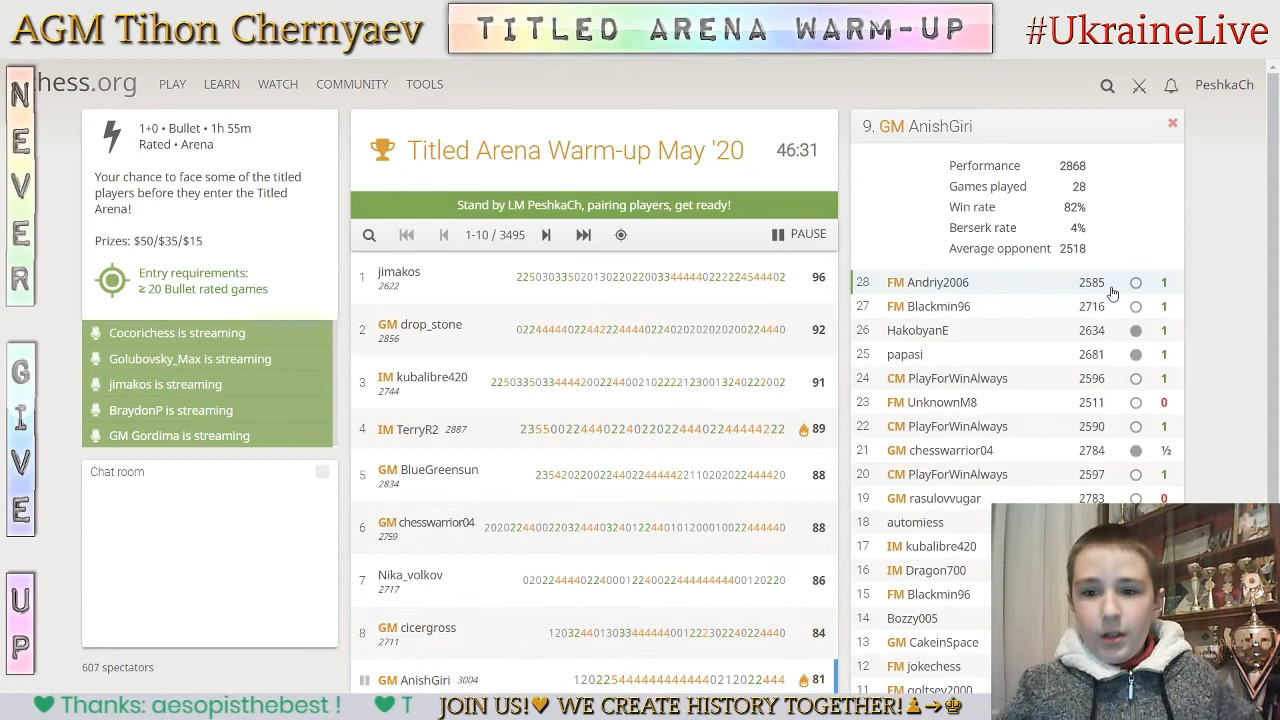 AGM Tihon Chernyaev
TITLED ARENA WARM-UP
#UkraineLive
NEVER
GIVE
UP
hess.org
PLAY
LEARN
WATCH
COMMUNITY
TOOLS
PeshkaCh
1+0 • Bullet • 1h 55m
Rated • Arena
Your chance to face some of the titled
players before they enter the Titled
Arena!
Prizes: $50/$35/$15
Entry requirements:
≥ 20 Bullet rated games
Cocorichess is streaming
Golubovsky_Max is streaming
jimakos is streaming
BraydonP is streaming
GM Gordima is streaming
Chat room
607 spectators
Titled Arena Warm-up May '20
46:31
Stand by LM PeshkaCh, pairing players, get ready!
1-10 / 3495
PAUSE
1 jimakos 96
2622
2 GM drop_stone 92
2856
3 IM kubalibre420 91
2744
4 IM TerryR2 2887 89
5 GM BlueGreensun 88
2834
6 GM chesswarrior04 88
2759
7 Nika_volkov 86
2717
8 GM cicergross 84
2711
GM AnishGiri 3004 81
9. GM AnishGiri
Performance 2868
Games played 28
Win rate 82%
Berserk rate 4%
Average opponent 2518
28 FM Andriy2006 2585 1
27 FM Blackmin96 2716 1
26 HakobyanE 2634 1
25 papasi 2681 1
24 CM PlayForWinAlways 2596 1
23 FM UnknownM8 2511 0
22 CM PlayForWinAlways 2590 1
21 GM chesswarrior04 2784 ½
20 CM PlayForWinAlways 2597 1
19 GM rasulovvugar 2783 0
18 automiess
17 IM kubalibre420
16 IM Dragon700
15 FM Blackmin96
14 Bozzy005
13 GM CakeinSpace
12 FM jokechess
11 FM goltsev2000
Thanks: aesopisthebest !
T
JOIN US! WE CREATE HISTORY TOGETHER!